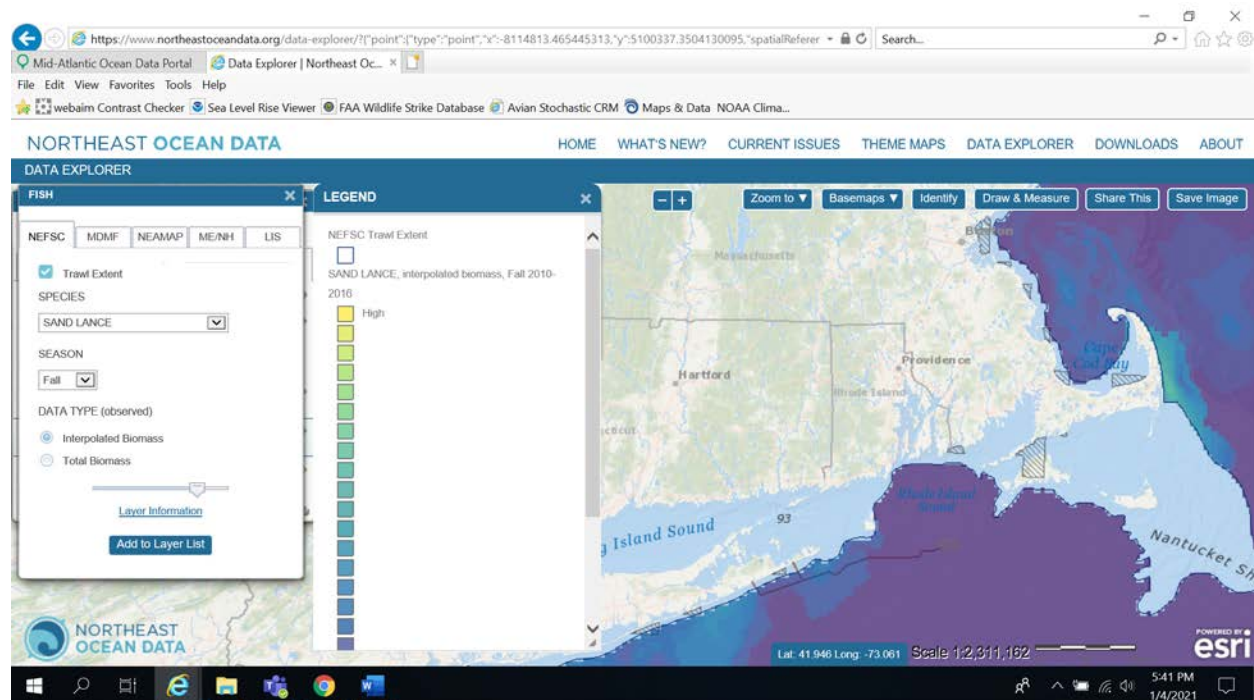 https://www.northeastoceandata.org/data-explorer/?{"point":{"type":"point","x":-8114813.465445313,"y":5100337.3504130095,"spatialReferer
Search...
Mid-Atlantic Ocean Data Portal
Data Explorer | Northeast Oc...
File Edit View Favorites Tools Help
webaim Contrast Checker Sea Level Rise Viewer FAA Wildlife Strike Database Avian Stochastic CRM Maps & Data NOAA Clima...
NORTHEAST OCEAN DATA
HOME WHAT'S NEW? CURRENT ISSUES THEME MAPS DATA EXPLORER DOWNLOADS ABOUT
DATA EXPLORER
FISH
NEFSC MDMF NEAMAP ME/NH LIS
Trawl Extent
SPECIES
SAND LANCE
SEASON
Fall
DATA TYPE (observed)
Interpolated Biomass
Total Biomass
Layer Information
Add to Layer List
LEGEND
NEFSC Trawl Extent
SAND LANCE, interpolated biomass, Fall 2010-
2016
High
Zoom to ▼ Basemaps ▼ Identify Draw & Measure Share This Save Image
Boston
Massachusetts
Providence
Cape
Cod Bay
Hartford
Rhode Island
Rhode Island
Sound
93
Island Sound
Nantucket Sh
NORTHEAST
OCEAN DATA
Lat: 41.946 Long: -73.061
Scale 1:2,311,162
POWERED BY
esri
5:41 PM
1/4/2021